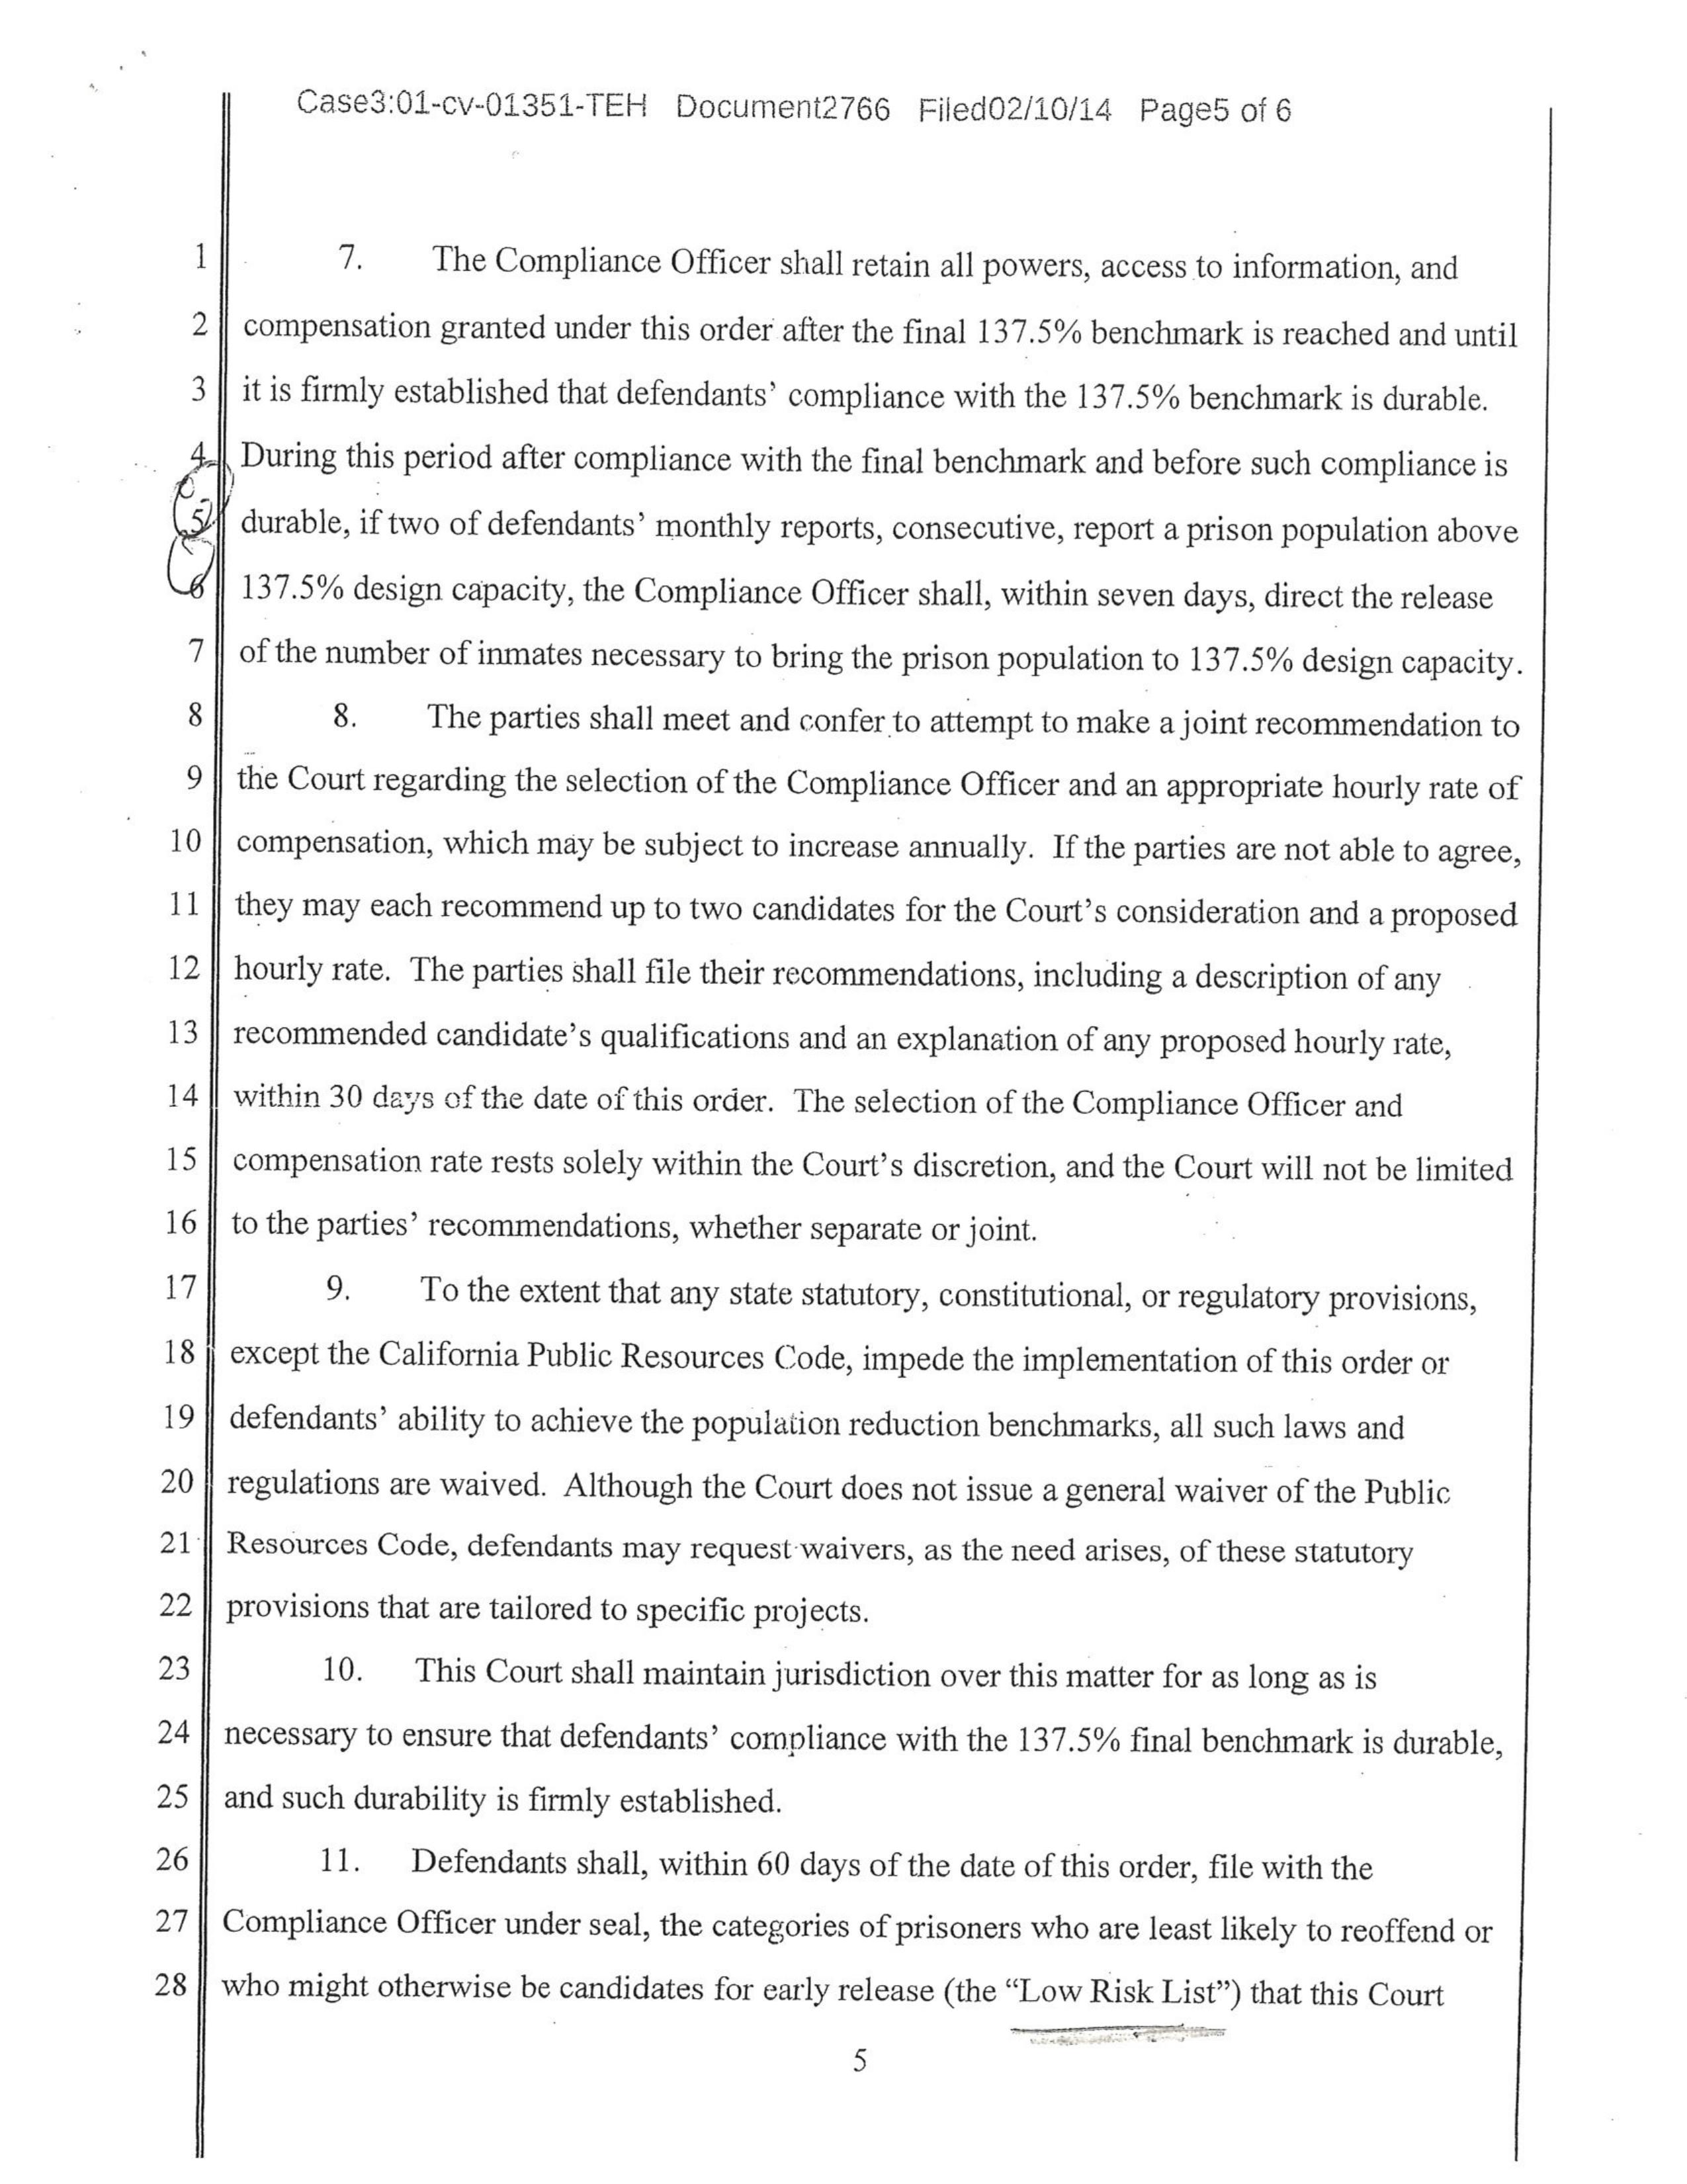 Case3:01-cv-01351-TEH Document2766 Filed02/10/14 Page5 of 6
1 7. The Compliance Officer shall retain all powers, access to information, and
2 compensation granted under this order after the final 137.5% benchmark is reached and until
3 it is firmly established that defendants’ compliance with the 137.5% benchmark is durable.
4 During this period after compliance with the final benchmark and before such compliance is
5 durable, if two of defendants’ monthly reports, consecutive, report a prison population above
6 137.5% design capacity, the Compliance Officer shall, within seven days, direct the release
7 of the number of inmates necessary to bring the prison population to 137.5% design capacity.
8 8. The parties shall meet and confer to attempt to make a joint recommendation to
9 the Court regarding the selection of the Compliance Officer and an appropriate hourly rate of
10 compensation, which may be subject to increase annually. If the parties are not able to agree,
11 they may each recommend up to two candidates for the Court’s consideration and a proposed
12 hourly rate. The parties shall file their recommendations, including a description of any
13 recommended candidate’s qualifications and an explanation of any proposed hourly rate,
14 within 30 days of the date of this order. The selection of the Compliance Officer and
15 compensation rate rests solely within the Court’s discretion, and the Court will not be limited
16 to the parties’ recommendations, whether separate or joint.
17 9. To the extent that any state statutory, constitutional, or regulatory provisions,
18 except the California Public Resources Code, impede the implementation of this order or
19 defendants’ ability to achieve the population reduction benchmarks, all such laws and
20 regulations are waived. Although the Court does not issue a general waiver of the Public
21 Resources Code, defendants may request waivers, as the need arises, of these statutory
22 provisions that are tailored to specific projects.
23 10. This Court shall maintain jurisdiction over this matter for as long as is
24 necessary to ensure that defendants’ compliance with the 137.5% final benchmark is durable,
25 and such durability is firmly established.
26 11. Defendants shall, within 60 days of the date of this order, file with the
27 Compliance Officer under seal, the categories of prisoners who are least likely to reoffend or
28 who might otherwise be candidates for early release (the “Low Risk List”) that this Court
5